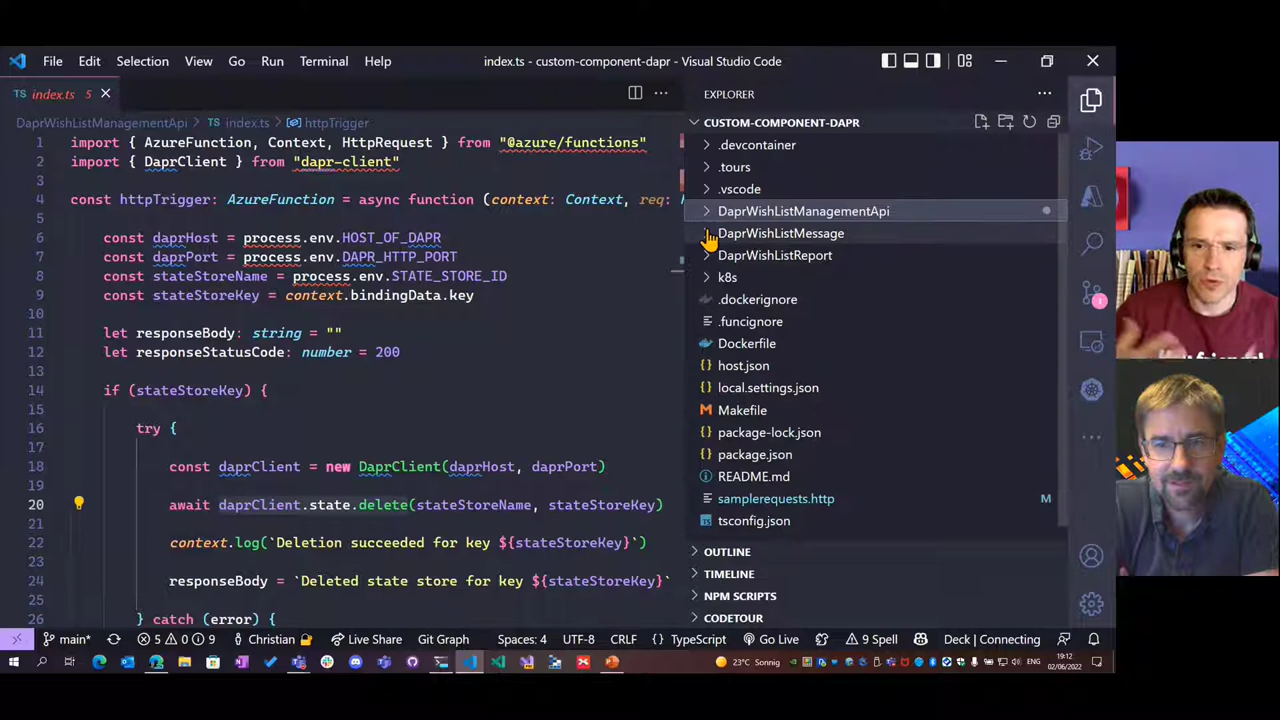 File Edit Selection View Go Run Terminal Help
index.ts - custom-component-dapr - Visual Studio Code
TS index.ts 5
DaprWishListManagementApi > TS index.ts > httpTrigger
1 import { AzureFunction, Context, HttpRequest } from "@azure/functions"
2 import { DaprClient } from "dapr-client"
3
4 const httpTrigger: AzureFunction = async function (context: Context, req:
5
6 const daprHost = process.env.HOST_OF_DAPR
7 const daprPort = process.env.DAPR_HTTP_PORT
8 const stateStoreName = process.env.STATE_STORE_ID
9 const stateStoreKey = context.bindingData.key
10
11 let responseBody: string = ""
12 let responseStatusCode: number = 200
13
14 if (stateStoreKey) {
15
16 try {
17
18 const daprClient = new DaprClient(daprHost, daprPort)
19
20 await daprClient.state.delete(stateStoreName, stateStoreKey)
21
22 context.log(`Deletion succeeded for key ${stateStoreKey}`)
23
24 responseBody = `Deleted state store for key ${stateStoreKey}`
25
26 } catch (error) {
EXPLORER
CUSTOM-COMPONENT-DAPR
.devcontainer
.tours
.vscode
DaprWishListManagementApi
DaprWishListMessage
DaprWishListReport
k8s
.dockerignore
.funcignore
Dockerfile
host.json
local.settings.json
Makefile
package-lock.json
package.json
README.md
samplerequests.http M
tsconfig.json
OUTLINE
TIMELINE
NPM SCRIPTS
CODETOUR
main* 5 0 9 Christian Live Share Git Graph Spaces: 4 UTF-8 CRLF {} TypeScript Go Live 9 Spell Deck | Connecting
23°C Sonnig ENG 19:12
02/06/2022